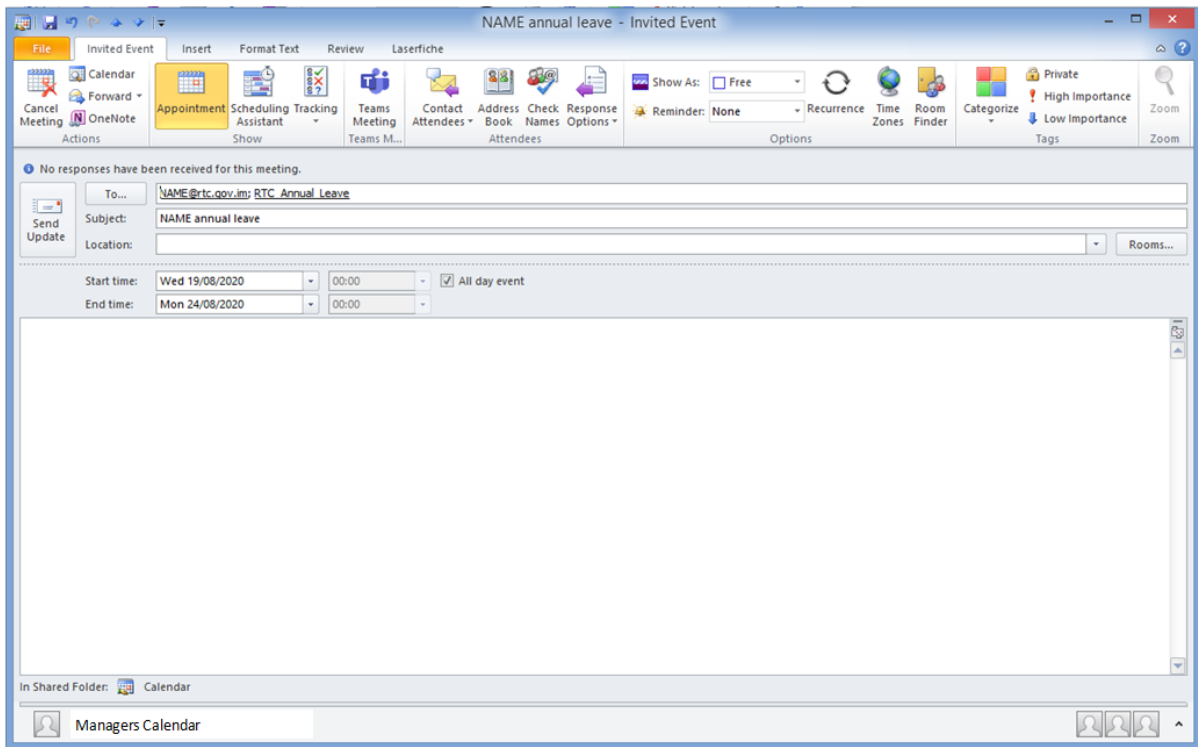 NAME annual leave - Invited Event
File Invited Event Insert Format Text Review Laserfiche
Cancel Meeting
Calendar
Forward
OneNote
Actions
Appointment
Scheduling Assistant
Tracking
Show
Teams Meeting
Teams M...
Contact Attendees
Address Book
Check Names
Response Options
Attendees
Show As: Free
Reminder: None
Recurrence
Time Zones
Room Finder
Options
Categorize
Private
High Importance
Low Importance
Tags
Zoom
Zoom
No responses have been received for this meeting.
Send Update
To... NAME@rtc.gov.im; RTC Annual Leave
Subject: NAME annual leave
Location: Rooms...
Start time: Wed 19/08/2020 00:00 All day event
End time: Mon 24/08/2020 00:00
In Shared Folder: Calendar
Managers Calendar